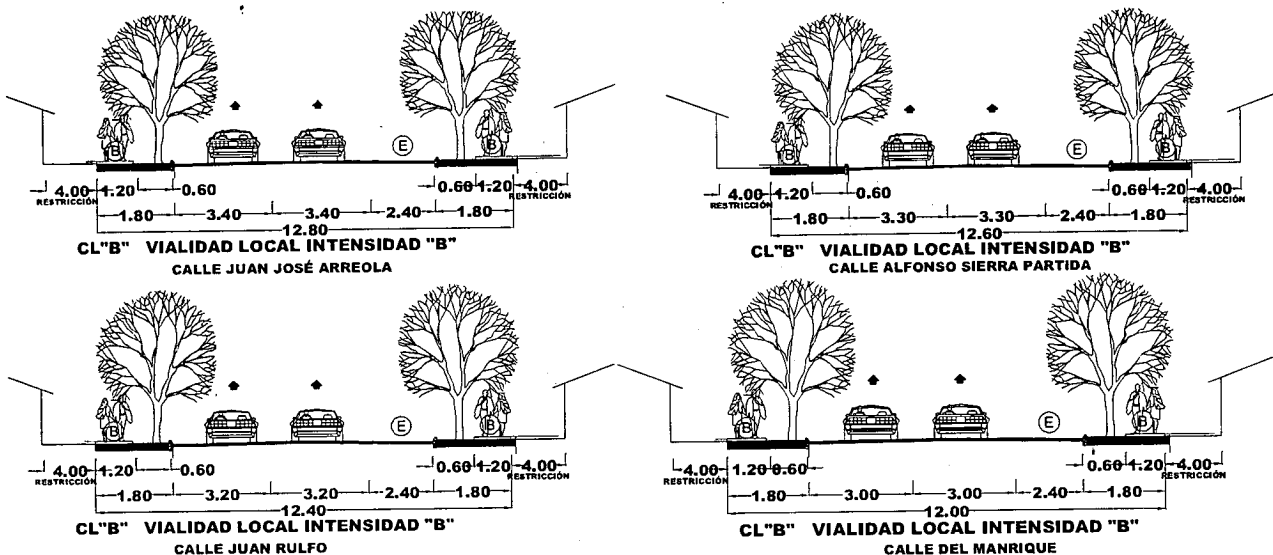 B E B
4.00 1.20 0.60 0.60 1.20 4.00
RESTRICCIÓN RESTRICCIÓN
1.80 3.40 3.40 2.40 1.80
12.80
CL"B" VIALIDAD LOCAL INTENSIDAD "B"
CALLE JUAN JOSÉ ARREOLA
B E B
4.00 1.20 0.60 0.60 1.20 4.00
RESTRICCIÓN RESTRICCIÓN
1.80 3.30 3.30 2.40 1.80
12.60
CL"B" VIALIDAD LOCAL INTENSIDAD "B"
CALLE ALFONSO SIERRA PARTIDA
B E B
4.00 1.20 0.60 0.60 1.20 4.00
RESTRICCIÓN RESTRICCIÓN
1.80 3.20 3.20 2.40 1.80
12.40
CL"B" VIALIDAD LOCAL INTENSIDAD "B"
CALLE JUAN RULFO
B E B
4.00 1.20 0.60 0.60 1.20 4.00
RESTRICCIÓN RESTRICCIÓN
1.80 3.00 3.00 2.40 1.80
12.00
CL"B" VIALIDAD LOCAL INTENSIDAD "B"
CALLE DEL MANRIQUE